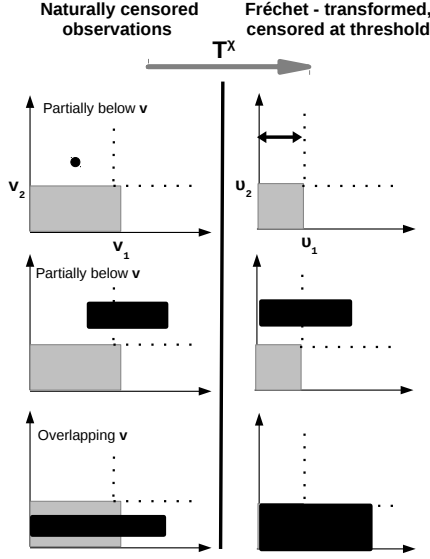 Naturally censored
observations
Fréchet - transformed,
censored at threshold
T^χ
Partially below v
v₂
v₁
υ₂
υ₁
Partially below v
Overlapping v